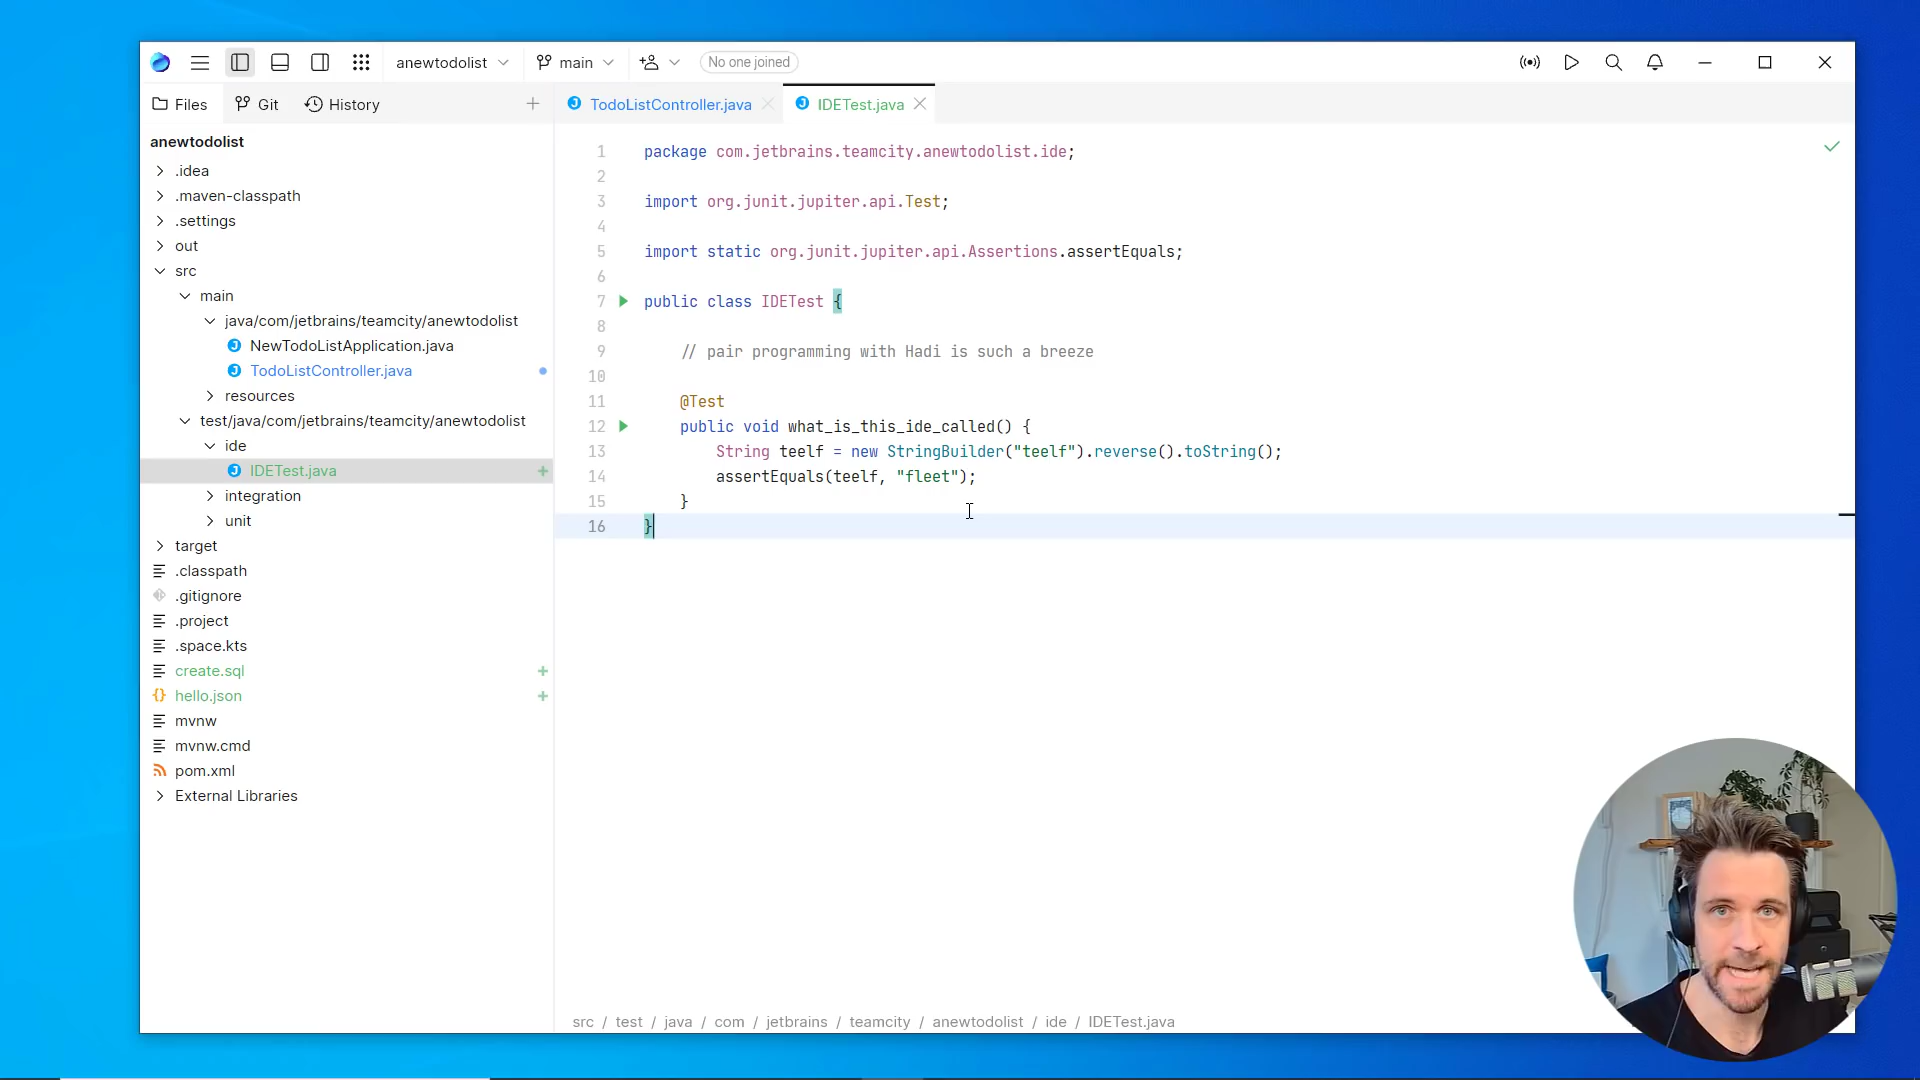 anewtodolist
main
No one joined
Files
Git
History
TodoListController.java
IDETest.java
anewtodolist
.idea
.maven-classpath
.settings
out
src
main
java/com/jetbrains/teamcity/anewtodolist
NewTodoListApplication.java
TodoListController.java
resources
test/java/com/jetbrains/teamcity/anewtodolist
ide
IDETest.java
integration
unit
target
.classpath
.gitignore
.project
.space.kts
create.sql
hello.json
mvnw
mvnw.cmd
pom.xml
External Libraries
1 package com.jetbrains.teamcity.anewtodolist.ide;
2
3 import org.junit.jupiter.api.Test;
4
5 import static org.junit.jupiter.api.Assertions.assertEquals;
6
7 public class IDETest {
8
9 // pair programming with Hadi is such a breeze
10
11 @Test
12 public void what_is_this_ide_called() {
13 String teelf = new StringBuilder("teelf").reverse().toString();
14 assertEquals(teelf, "fleet");
15 }
16 }
src / test / java / com / jetbrains / teamcity / anewtodolist / ide / IDETest.java